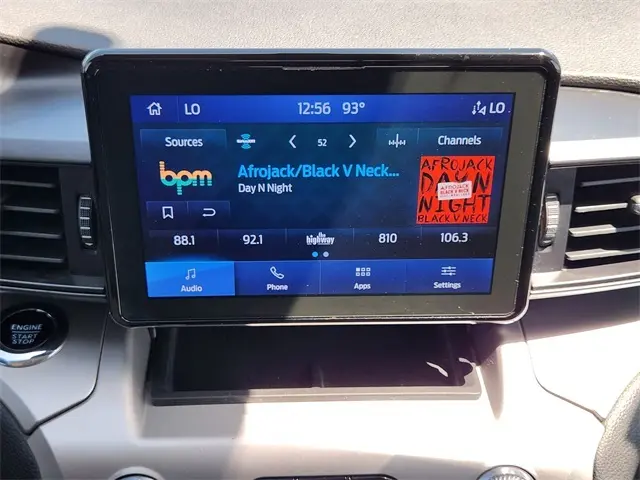 LO 12:56 93° LO
Sources 52 Channels
bpm
Afrojack/Black V Neck...
Day N Night
AFROJACK
DAY N
NIGHT
BLACK V NECK
88.1 92.1 the highway 810 106.3
Audio Phone Apps Settings
ENGINE
START
STOP